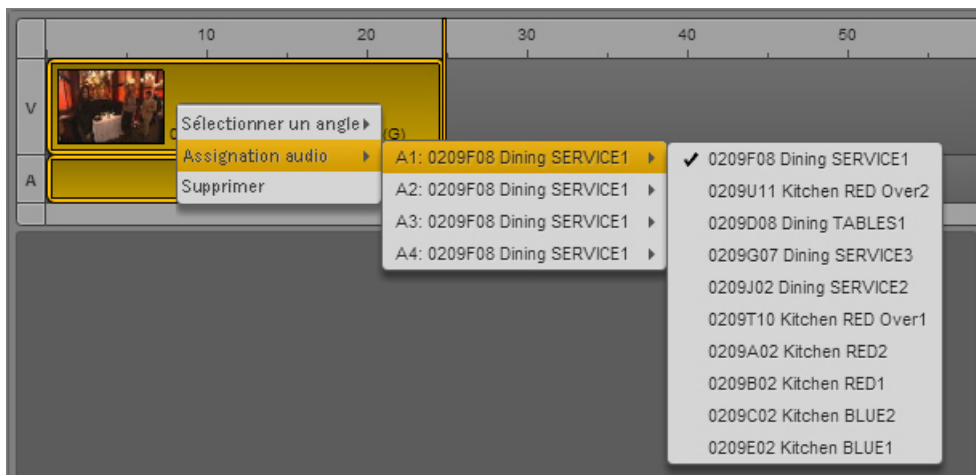 10 20 30 40 50
V
(G)
A
Sélectionner un angle
Assignation audio
Supprimer
A1: 0209F08 Dining SERVICE1
A2: 0209F08 Dining SERVICE1
A3: 0209F08 Dining SERVICE1
A4: 0209F08 Dining SERVICE1
0209F08 Dining SERVICE1
0209U11 Kitchen RED Over2
0209D08 Dining TABLES1
0209G07 Dining SERVICE3
0209J02 Dining SERVICE2
0209T10 Kitchen RED Over1
0209A02 Kitchen RED2
0209B02 Kitchen RED1
0209C02 Kitchen BLUE2
0209E02 Kitchen BLUE1